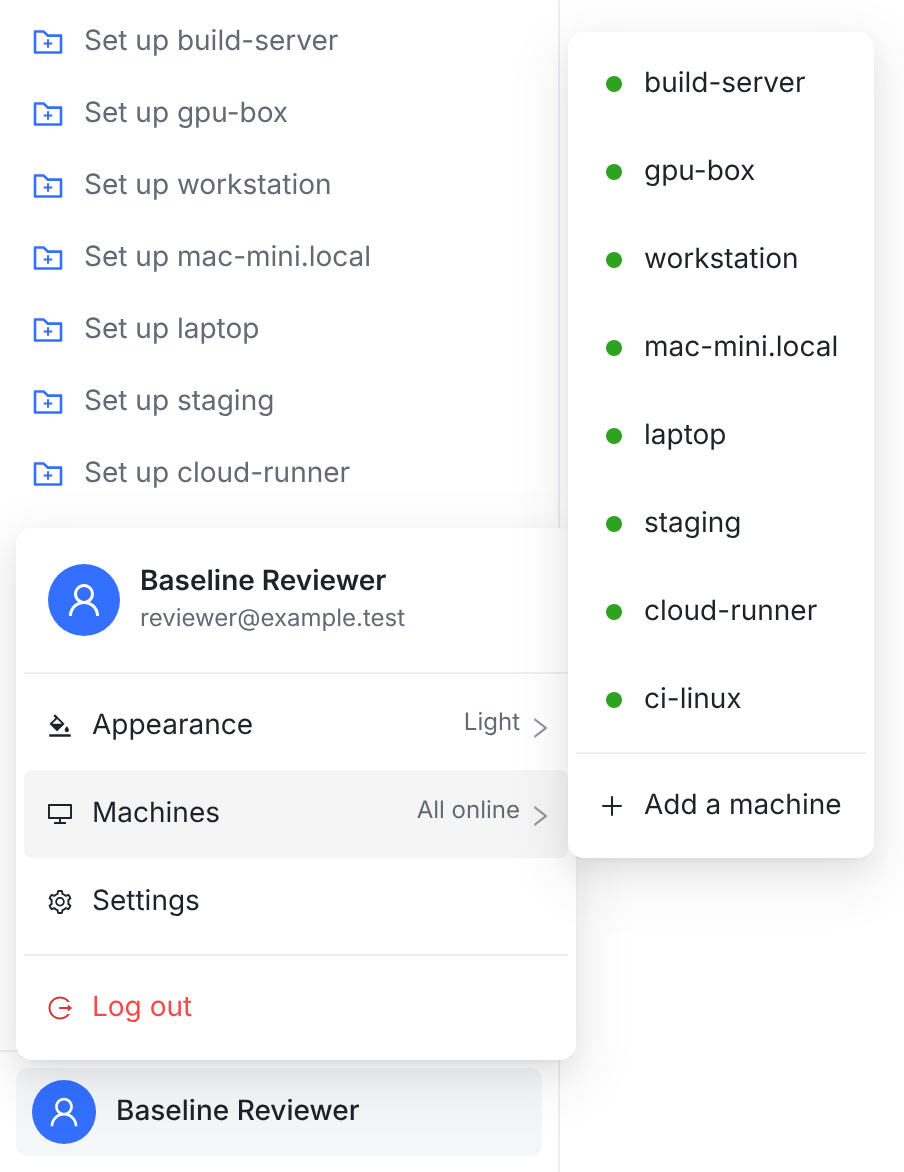 Set up build-server
Set up gpu-box
Set up workstation
Set up mac-mini.local
Set up laptop
Set up staging
Set up cloud-runner
Baseline Reviewer
reviewer@example.test
Appearance Light
Machines All online
Settings
Log out
Baseline Reviewer
build-server
gpu-box
workstation
mac-mini.local
laptop
staging
cloud-runner
ci-linux
Add a machine